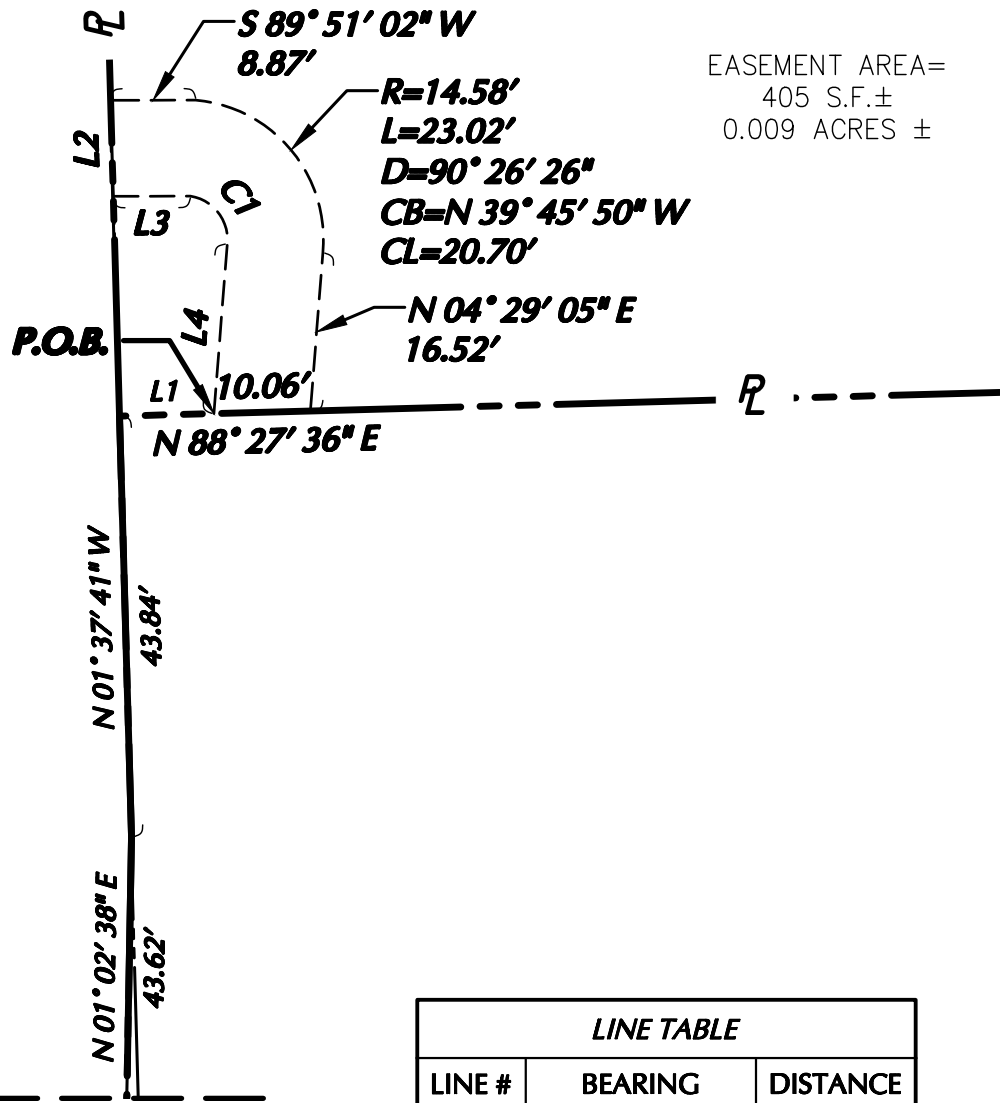 PL
S 89° 51' 02" W
8.87'
EASEMENT AREA=
405 S.F.±
0.009 ACRES ±
R=14.58'
L=23.02'
D=90° 26' 26"
CB=N 39° 45' 50" W
CL=20.70'
L2
C1
L3
N 04° 29' 05" E
16.52'
L4
P.O.B.
L1
10.06'
PL
N 88° 27' 36" E
N 01° 37' 41" W
43.84'
N 01° 02' 38" E
43.62'
LINE TABLE
LINE # BEARING DISTANCE